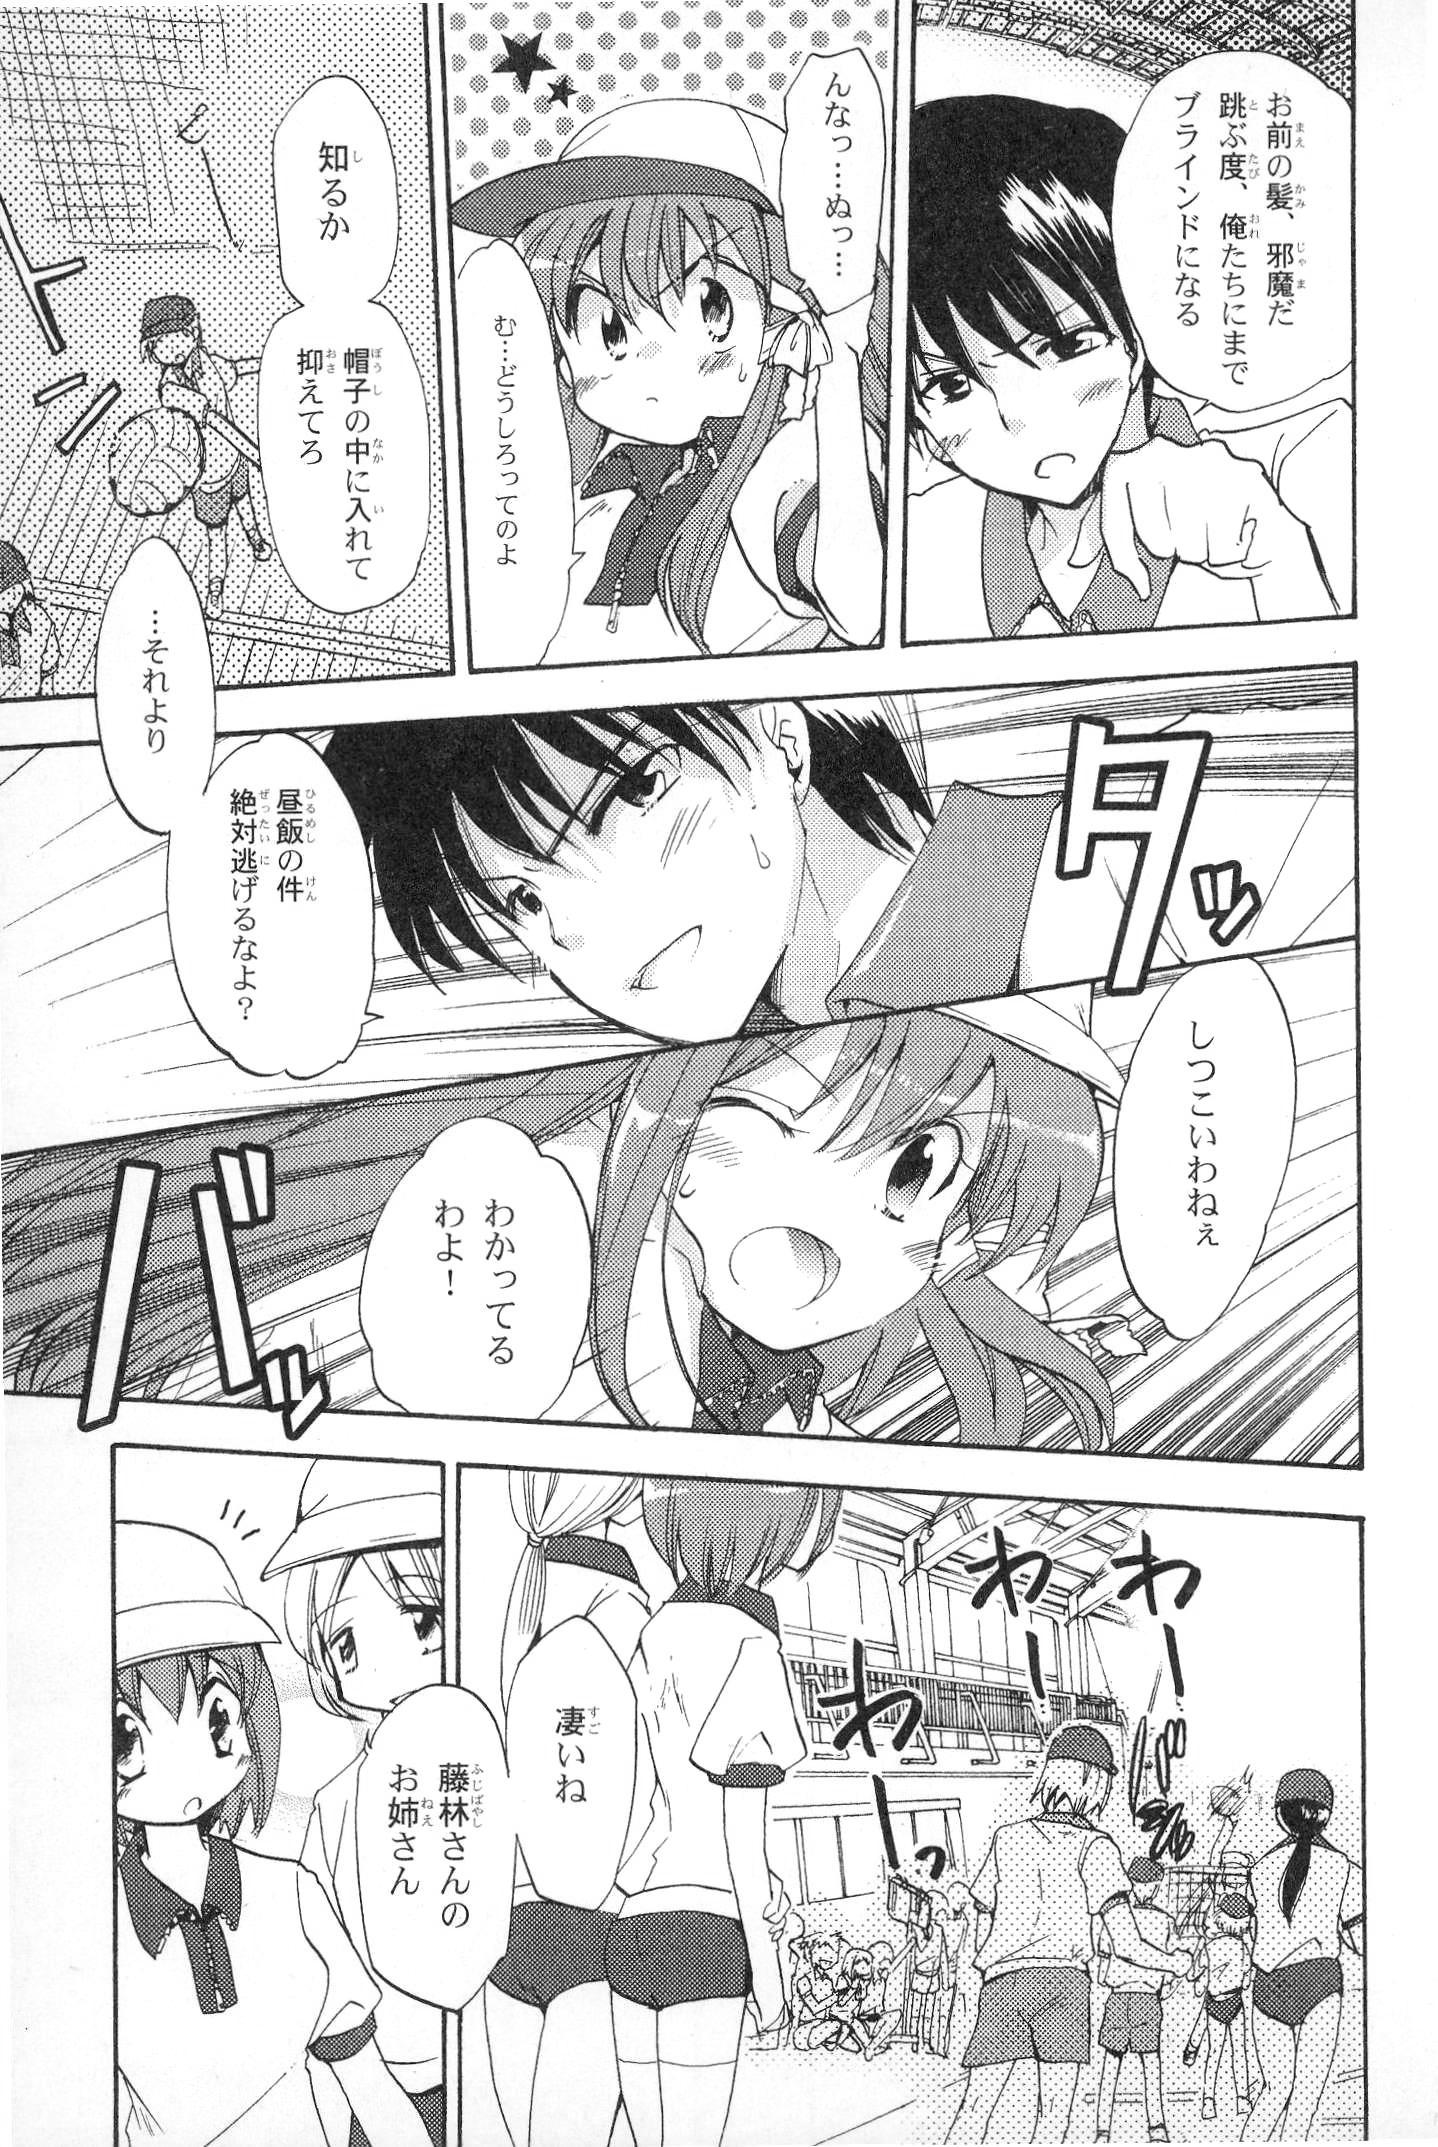 お前の髪、邪魔だ
跳ぶ度、俺たちにまで
ブラインドになる
んなっ…ぬっ…
む…どうしろってのよ
知るか
帽子の中に入れて
抑えてろ
…それより
昼飯の件
絶対逃げるなよ？
タッ
しつこいわねぇ
わかってる
わよ！
バッ
わー
わー
わーっ
凄いね
藤林さんの
お姉さん